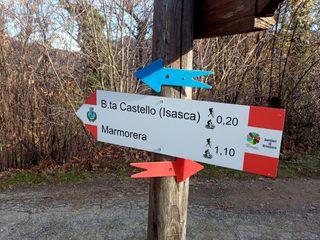 B.ta Castello (Isasca) 0,20
Marmorera 1,10